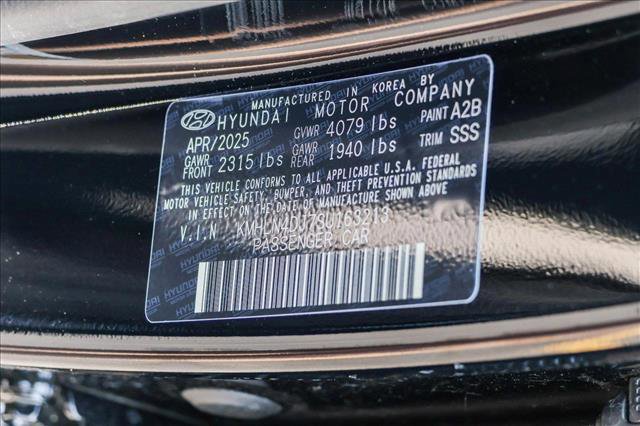 MANUFACTURED IN KOREA BY
HYUNDAI MOTOR COMPANY
APR/2025 GVWR 4079 lbs PAINT A2B
GAWR FRONT 2315 lbs GAWR REAR 1940 lbs TRIM SSS
THIS VEHICLE CONFORMS TO ALL APPLICABLE U.S.A. FEDERAL
MOTOR VEHICLE SAFETY, BUMPER, AND THEFT PREVENTION STANDARDS
IN EFFECT ON THE DATE OF MANUFACTURE SHOWN ABOVE
V.I.N KMHLN4DJ7SU163213
PASSENGER CAR